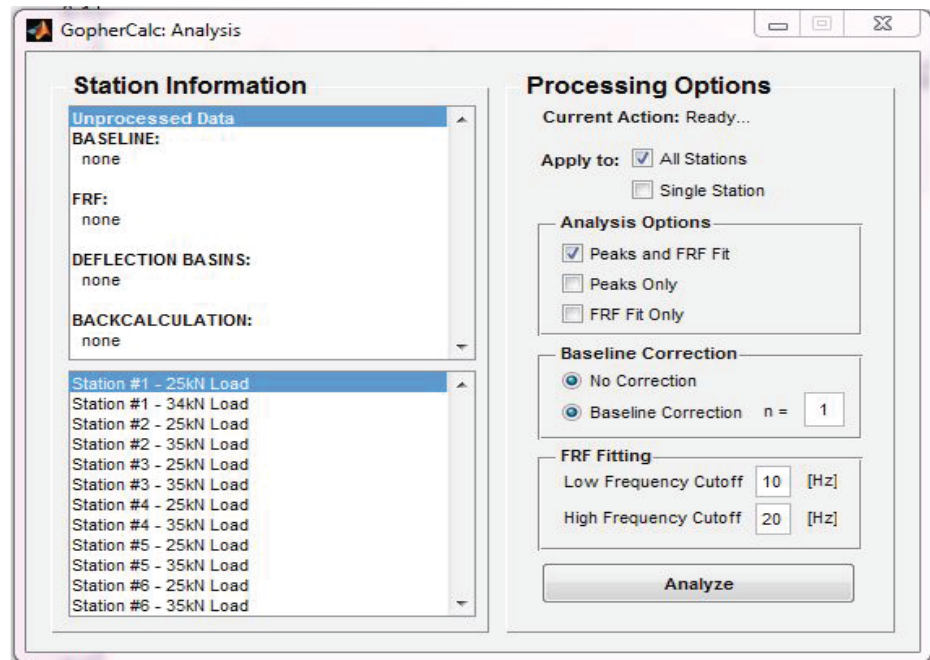 GopherCalc: Analysis
Station Information
Unprocessed Data
BASELINE:
none
FRF:
none
DEFLECTION BASINS:
none
BACKCALCULATION:
none
Station #1 - 25kN Load
Station #1 - 34kN Load
Station #2 - 25kN Load
Station #2 - 35kN Load
Station #3 - 25kN Load
Station #3 - 35kN Load
Station #4 - 25kN Load
Station #4 - 35kN Load
Station #5 - 25kN Load
Station #5 - 35kN Load
Station #6 - 25kN Load
Station #6 - 35kN Load
Processing Options
Current Action: Ready...
Apply to: All Stations
Single Station
Analysis Options
Peaks and FRF Fit
Peaks Only
FRF Fit Only
Baseline Correction
No Correction
Baseline Correction n = 1
FRF Fitting
Low Frequency Cutoff 10 [Hz]
High Frequency Cutoff 20 [Hz]
Analyze